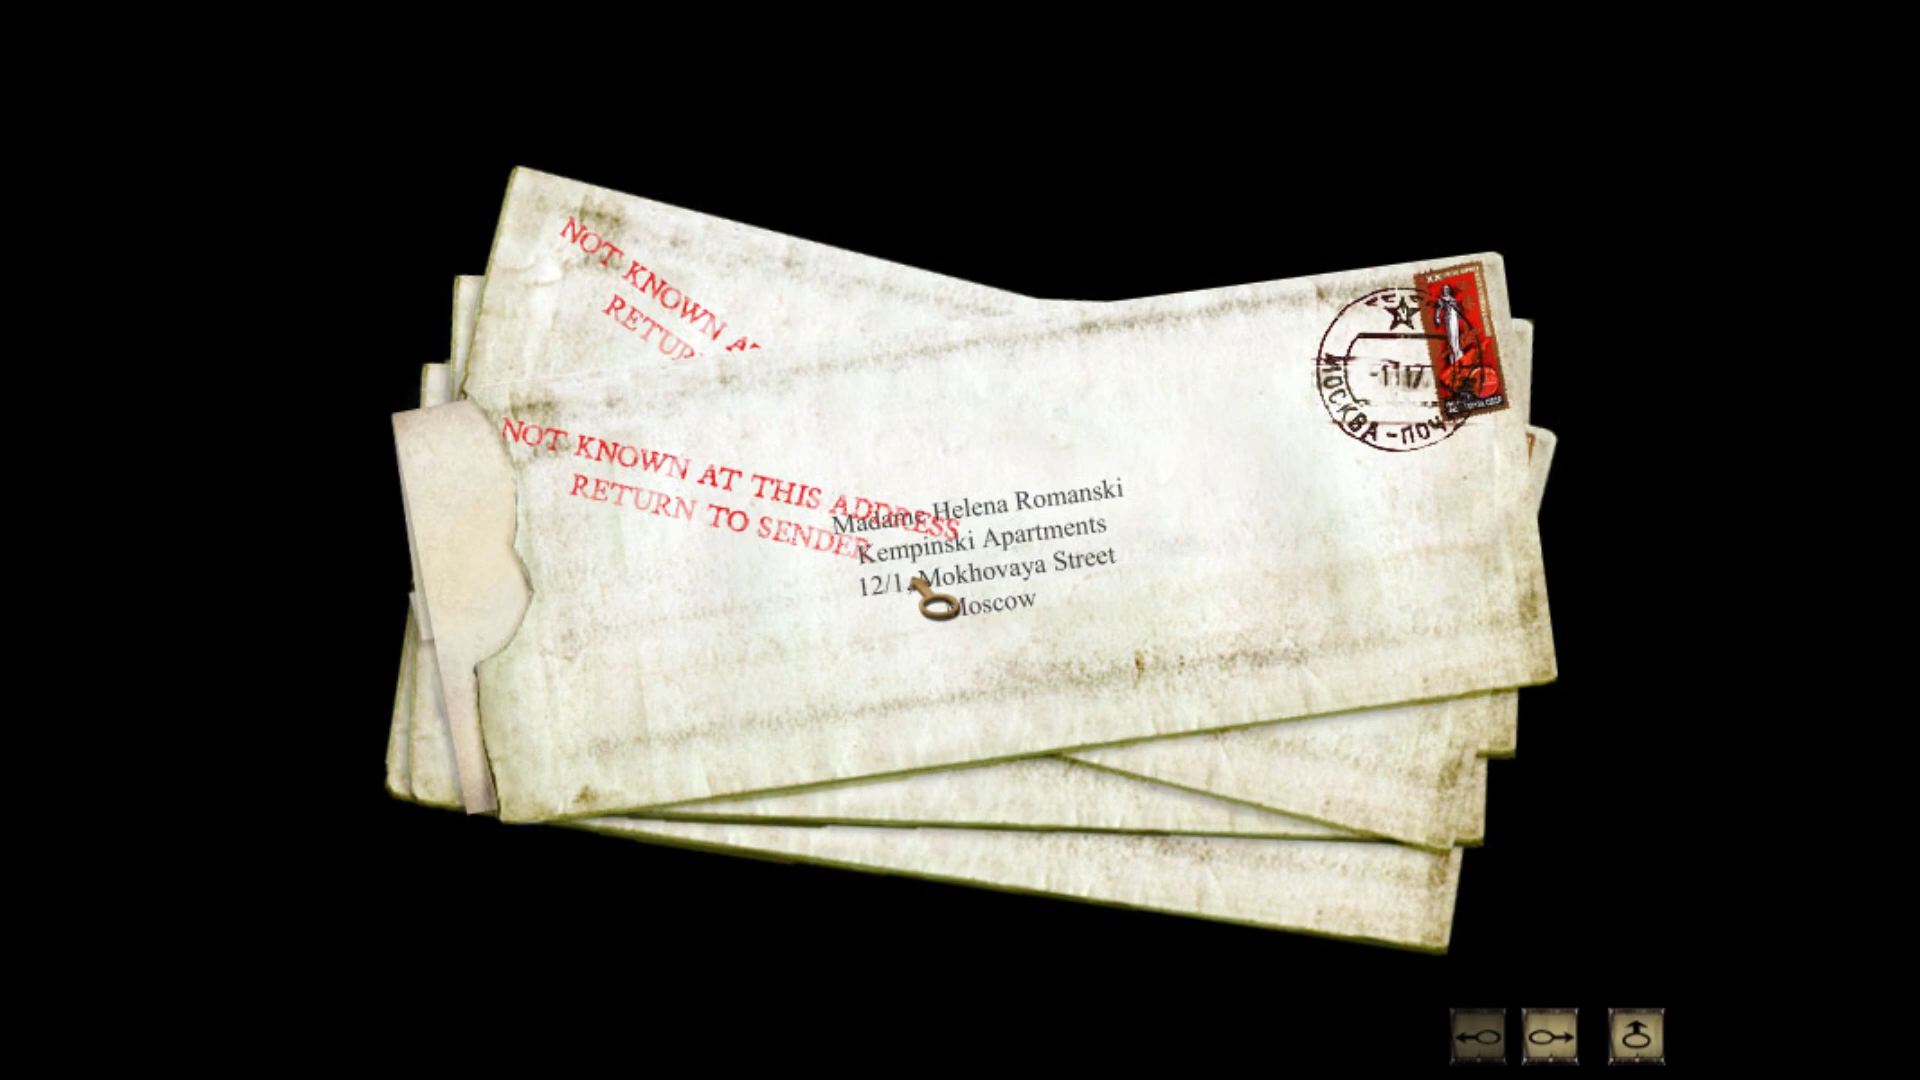 NOT KNOWN
RETUR
NOT KNOWN AT THIS ADDRESS
RETURN TO SENDER
Madame Helena Romanski
Kempinski Apartments
12/1, Mokhovaya Street
Moscow
МОСКВА - ПОЧ